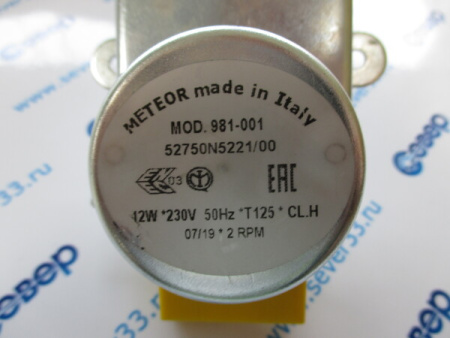 METEOR made in Italy
MOD. 981-001
52750N5221/00
03
EAC
12W *230V 50Hz *T125 * CL.H
07/19 * 2 RPM
Север
www.sever33.ru